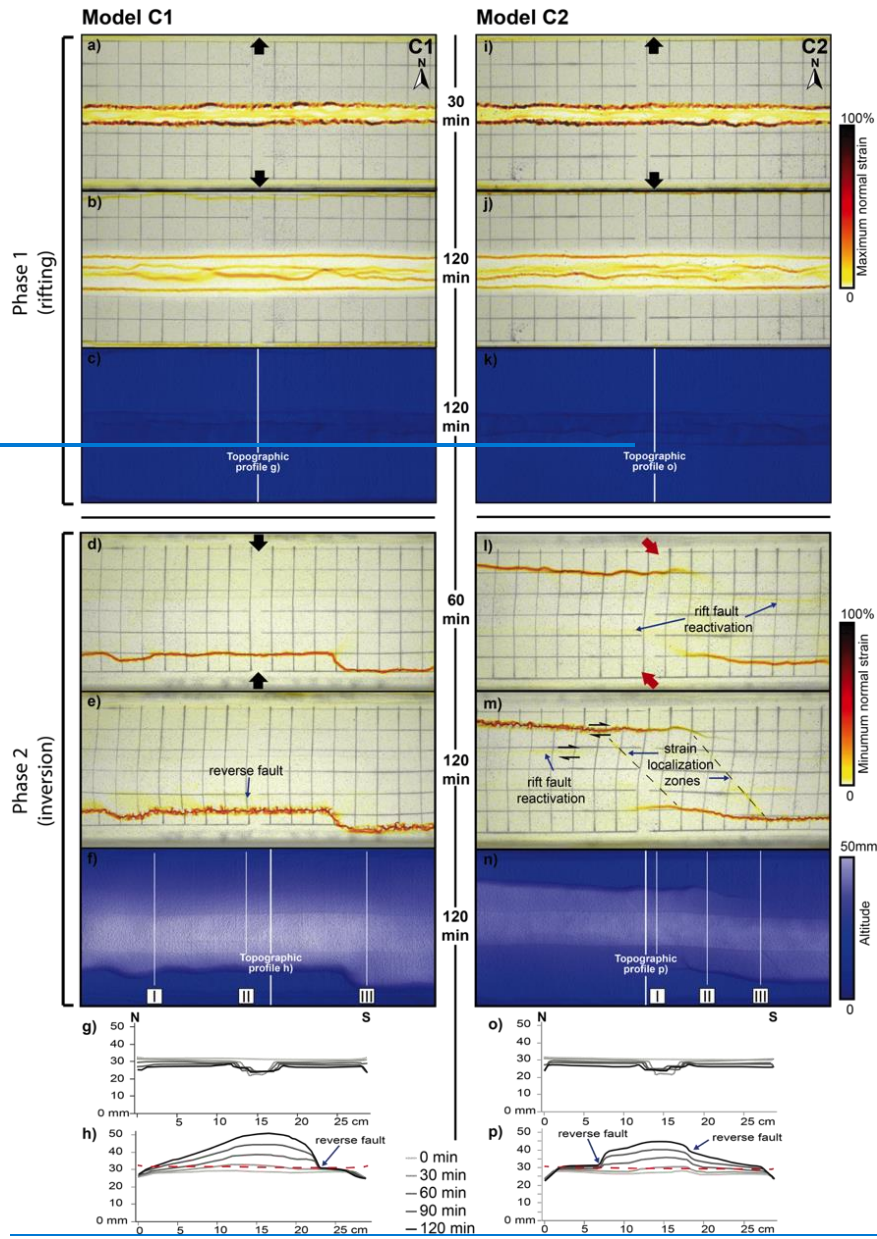 Model C1
Model C2
Phase 1
(rifting)
a)
C1
N
30
min
i)
C2
N
100%
Maximum normal strain
0
b)
120
min
j)
c)
120
min
k)
Topographic
profile g)
Topographic
profile o)
Phase 2
(inversion)
d)
60
min
l)
rift fault
reactivation
100%
Minumum normal strain
0
e)
reverse fault
120
min
m)
strain
localization
zones
rift fault
reactivation
f)
120
min
n)
50mm
Altitude
0
Topographic
profile h)
Topographic
profile p)
I
II
III
I
II
III
N
S
g)
50
40
30
20
10
0 mm
5
10
15
20
25 cm
N
S
o)
50
40
30
20
10
0 mm
5
10
15
20
25 cm
h)
50
40
30
20
10
0 mm
0
5
10
15
20
25 cm
reverse fault
0 min
30 min
60 min
90 min
120 min
p)
50
40
30
20
10
0 mm
0
5
10
15
20
25 cm
reverse fault
reverse fault